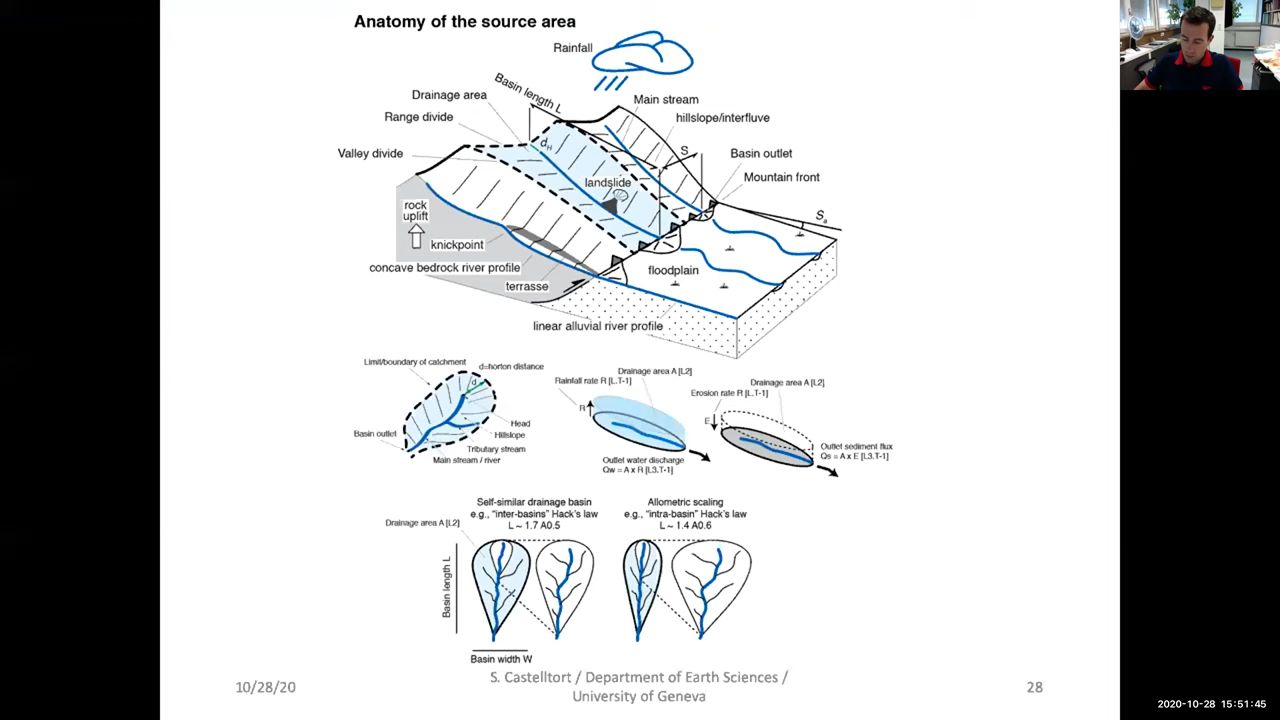 Anatomy of the source area
Rainfall
Basin length L
Drainage area
Main stream
Range divide
hillslope/interfluve
dH
S
Valley divide
Basin outlet
Mountain front
landslide
rock
uplift
Sa
knickpoint
concave bedrock river profile
floodplain
terrasse
linear alluvial river profile
Limit/boundary of catchment
d=horton distance
d
Head
Hillslope
Basin outlet
Tributary stream
Main stream / river
Drainage area A [L2]
Rainfall rate R [L.T-1]
R
Outlet water discharge
Qw = A x R [L3.T-1]
Drainage area A [L2]
Erosion rate R [L.T-1]
E
Outlet sediment flux
Qs = A x E [L3.T-1]
Self-similar drainage basin
e.g., "inter-basins" Hack's law
L ~ 1.7 A0.5
Allometric scaling
e.g., "intra-basin" Hack's law
L ~ 1.4 A0.6
Drainage area A [L2]
Basin length L
Basin width W
10/28/20
S. Castelltort / Department of Earth Sciences /
University of Geneva
28
2020-10-28 15:51:45